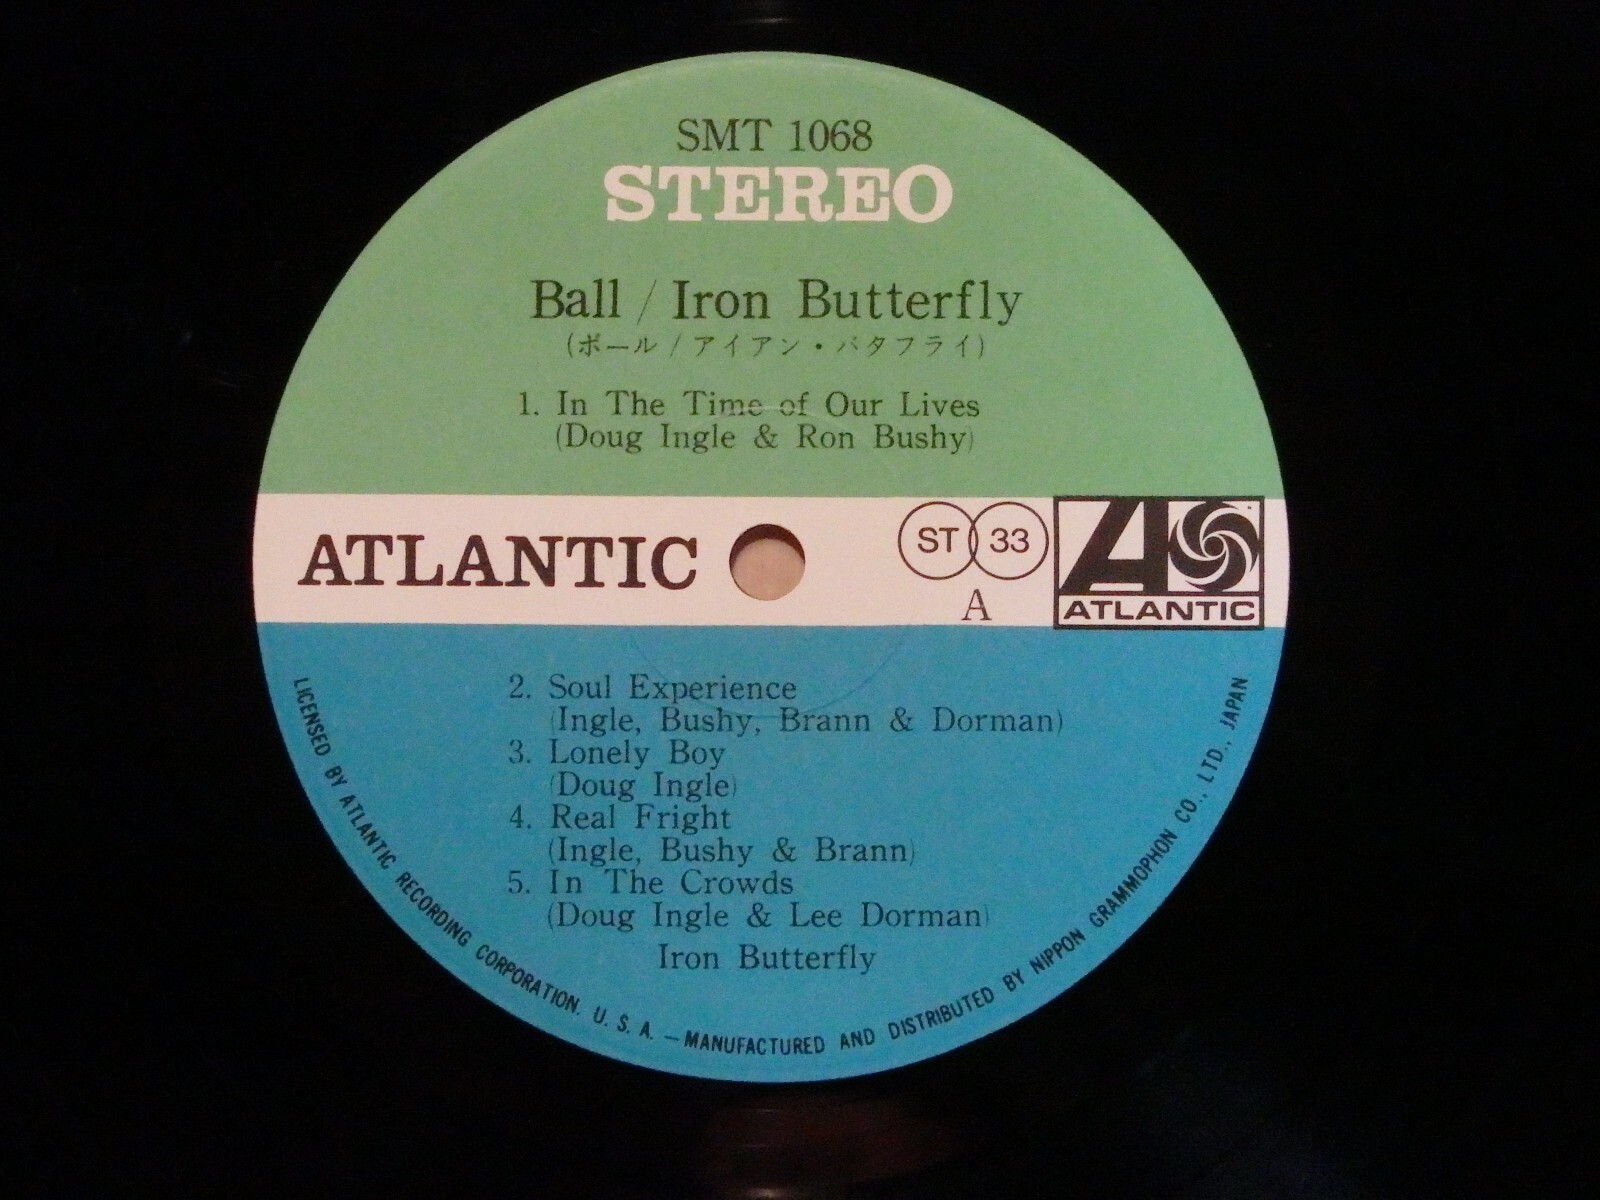 SMT 1068
STEREO
Ball / Iron Butterfly
(ボール / アイアン・バタフライ)
1. In The Time of Our Lives
(Doug Ingle & Ron Bushy)
ATLANTIC
ST 33
A
ATLANTIC
2. Soul Experience
(Ingle, Bushy, Brann & Dorman)
3. Lonely Boy
(Doug Ingle)
4. Real Fright
(Ingle, Bushy & Brann)
5. In The Crowds
(Doug Ingle & Lee Dorman)
Iron Butterfly
LICENSED BY ATLANTIC RECORDING CORPORATION. U. S. A. — MANUFACTURED AND DISTRIBUTED BY NIPPON GRAMMOPHON CO., LTD., JAPAN